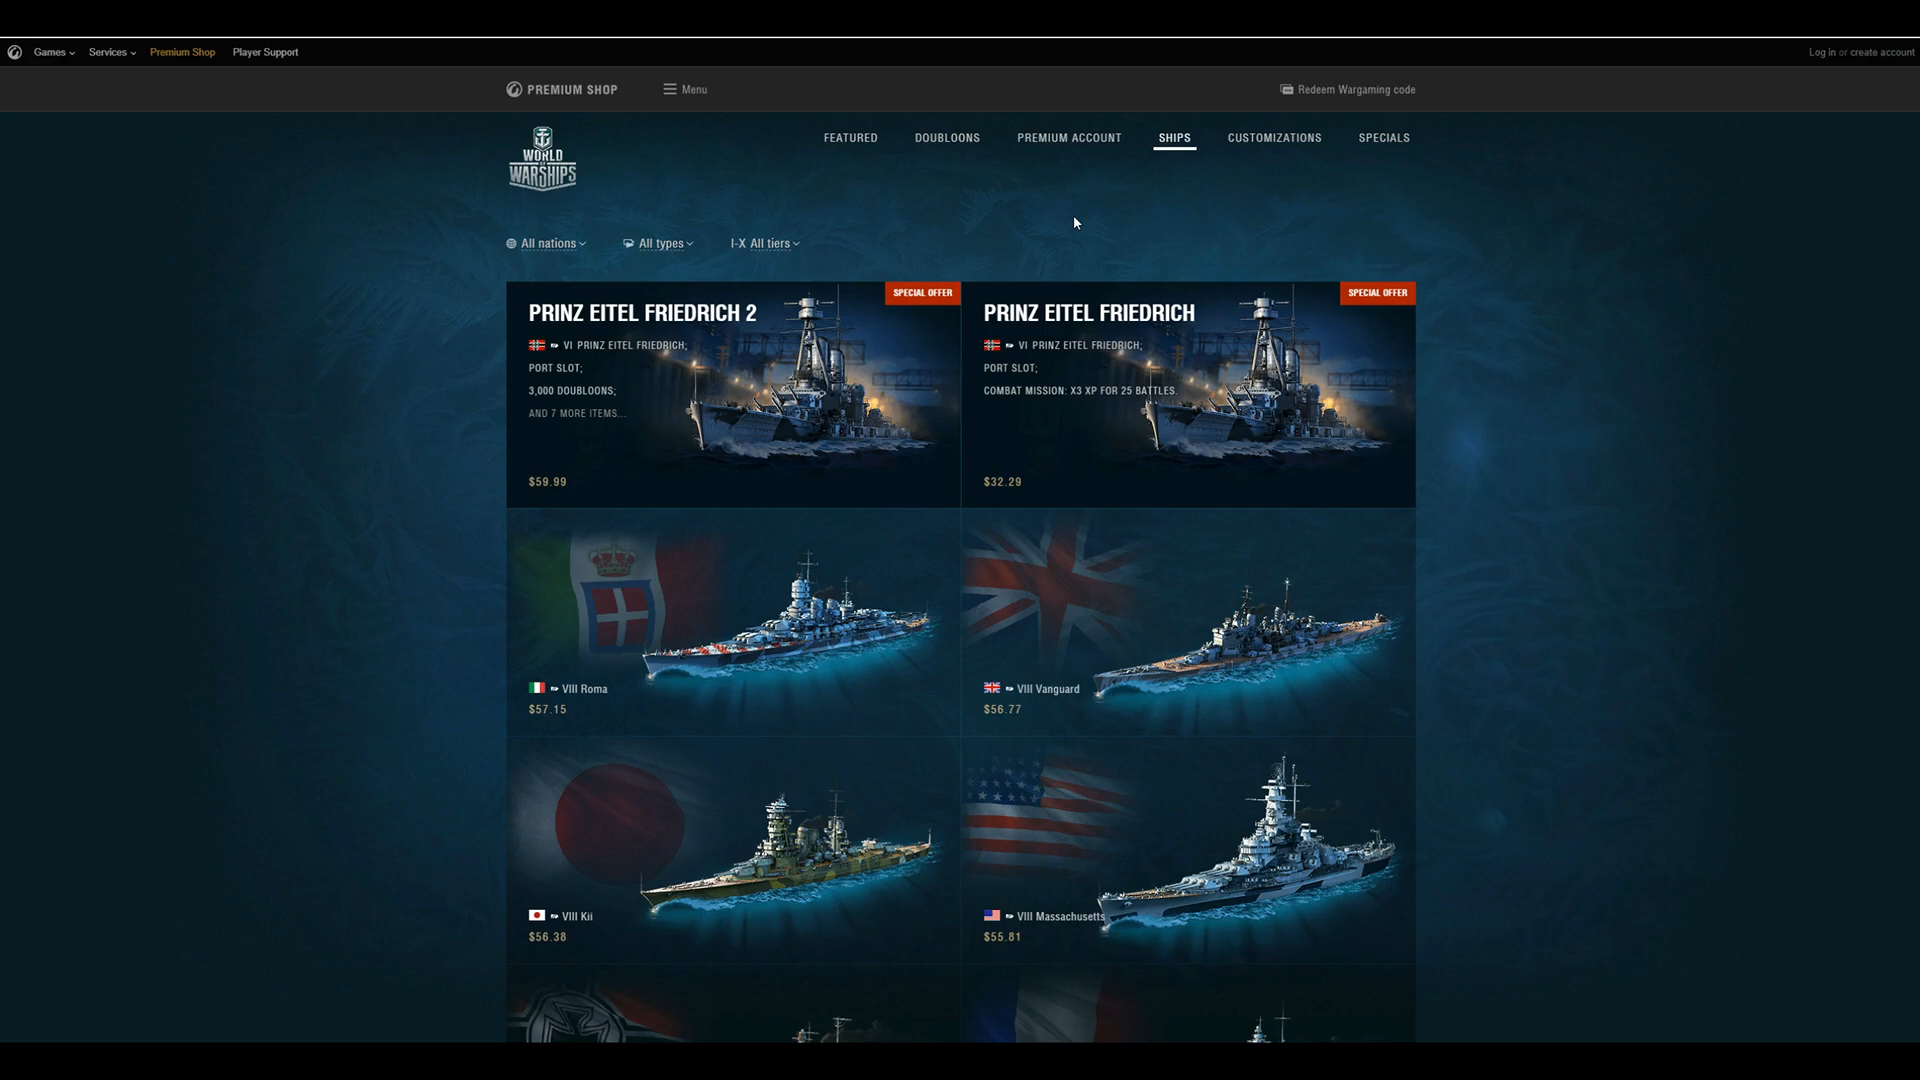 Games Services Premium Shop Player Support Log in or create account
PREMIUM SHOP Menu Redeem Wargaming code
WORLD OF WARSHIPS
FEATURED DOUBLOONS PREMIUM ACCOUNT SHIPS CUSTOMIZATIONS SPECIALS
All nations All types I-X All tiers
SPECIAL OFFER
PRINZ EITEL FRIEDRICH 2
VI PRINZ EITEL FRIEDRICH;
PORT SLOT;
3,000 DOUBLOONS;
AND 7 MORE ITEMS...
$59.99
SPECIAL OFFER
PRINZ EITEL FRIEDRICH
VI PRINZ EITEL FRIEDRICH;
PORT SLOT;
COMBAT MISSION: X3 XP FOR 25 BATTLES.
$32.29
VIII Roma
$57.15
VIII Vanguard
$56.77
VIII Kii
$56.38
VIII Massachusetts
$55.81